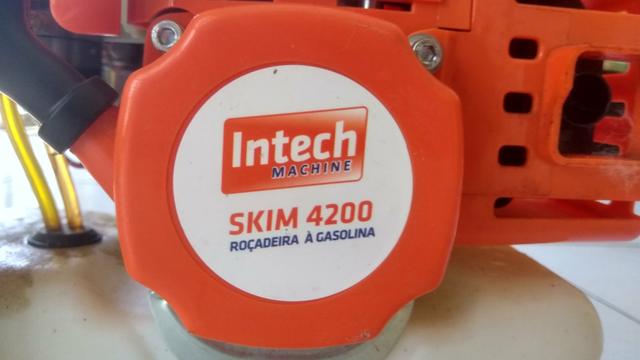 Intech
MACHINE
SKIM 4200
ROÇADEIRA À GASOLINA